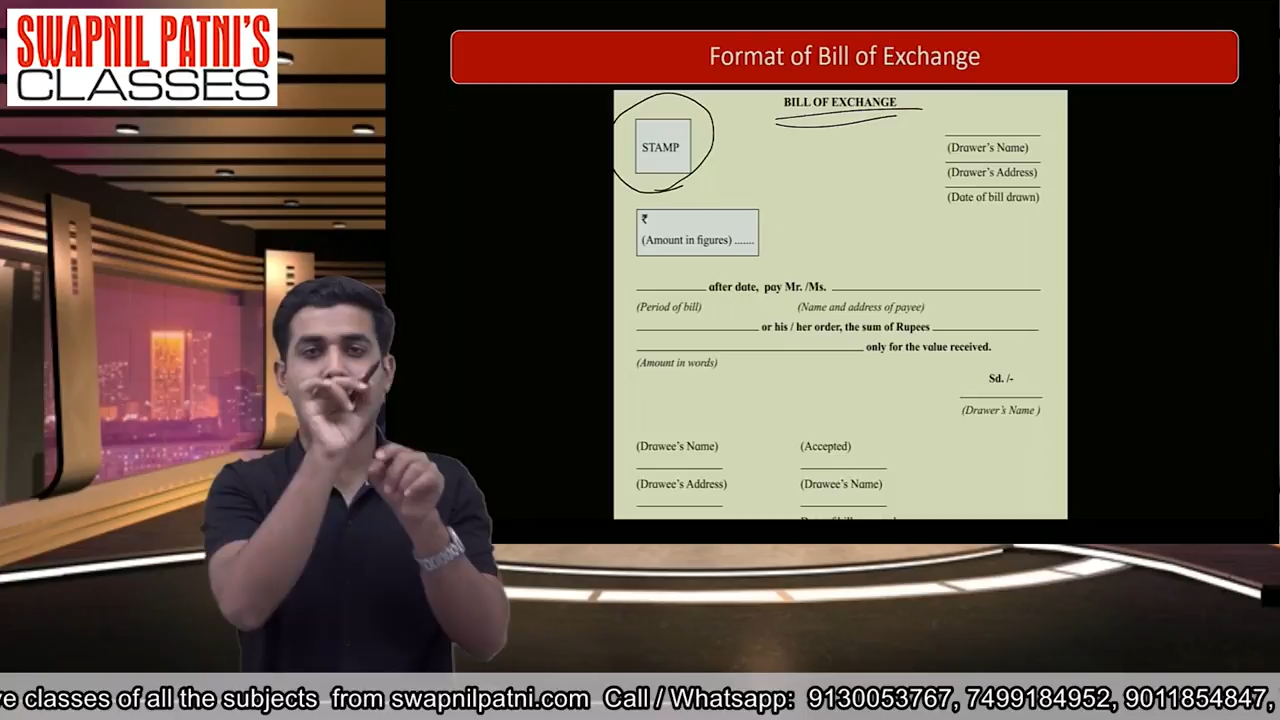 SWAPNIL PATNI'S
CLASSES
Format of Bill of Exchange
BILL OF EXCHANGE
STAMP
(Drawer's Name)
(Drawer's Address)
(Date of bill drawn)
₹
(Amount in figures) .......
after date, pay Mr. /Ms.
(Period of bill) (Name and address of payee)
or his / her order, the sum of Rupees
only for the value received.
(Amount in words)
Sd. /-
(Drawer's Name )
(Drawee's Name) (Accepted)
(Drawee's Address) (Drawee's Name)
classes of all the subjects from swapnilpatni.com Call / Whatsapp: 9130053767, 7499184952, 9011854847,